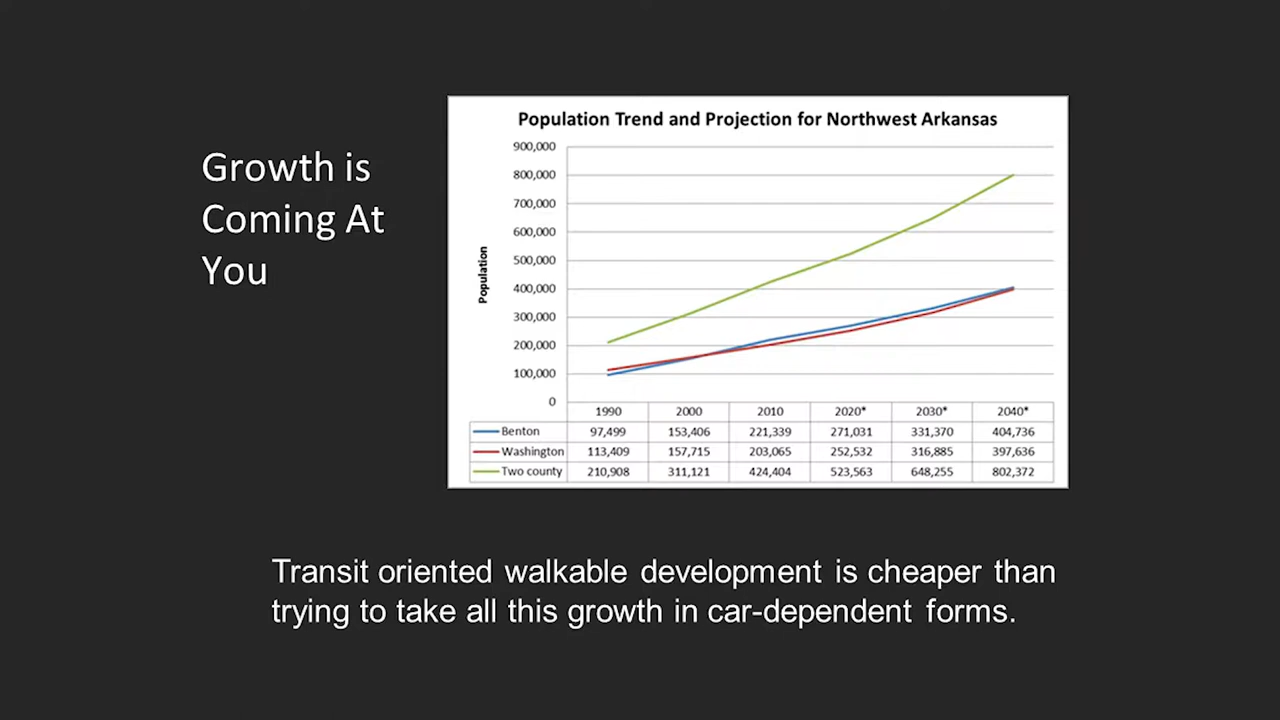 Growth is
Coming At
You
Population Trend and Projection for Northwest Arkansas
900,000
800,000
700,000
600,000
500,000
400,000
300,000
200,000
100,000
0
Population
1990 2000 2010 2020* 2030* 2040*
Benton 97,499 153,406 221,339 271,031 331,370 404,736
Washington 113,409 157,715 203,065 252,532 316,885 397,636
Two county 210,908 311,121 424,404 523,563 648,255 802,372
Transit oriented walkable development is cheaper than
trying to take all this growth in car-dependent forms.